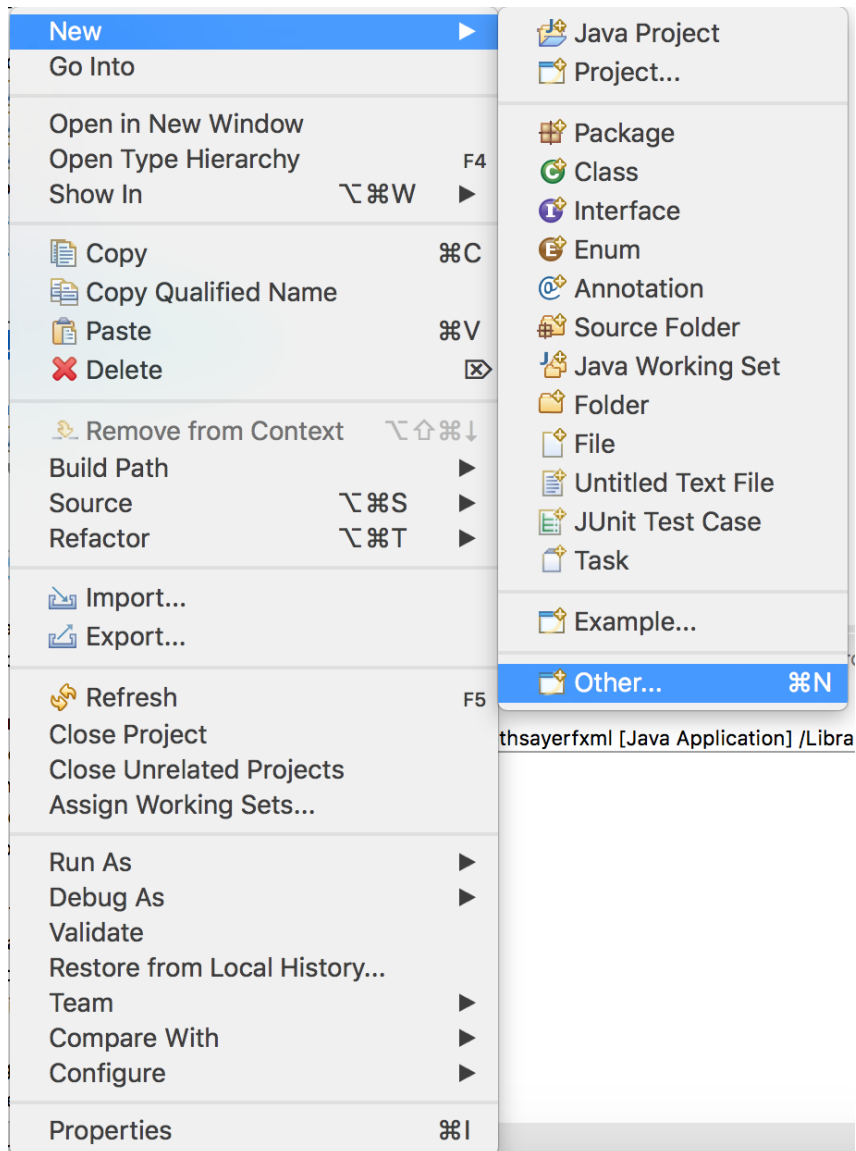 New
Go Into
Open in New Window
Open Type Hierarchy F4
Show In ⌥⌘W
Copy ⌘C
Copy Qualified Name
Paste ⌘V
Delete ⌦
Remove from Context ⌥⇧⌘↓
Build Path
Source ⌥⌘S
Refactor ⌥⌘T
Import...
Export...
Refresh F5
Close Project
Close Unrelated Projects
Assign Working Sets...
Run As
Debug As
Validate
Restore from Local History...
Team
Compare With
Configure
Properties ⌘I
Java Project
Project...
Package
Class
Interface
Enum
Annotation
Source Folder
Java Working Set
Folder
File
Untitled Text File
JUnit Test Case
Task
Example...
Other... ⌘N
thsayerfxml [Java Application] /Libra